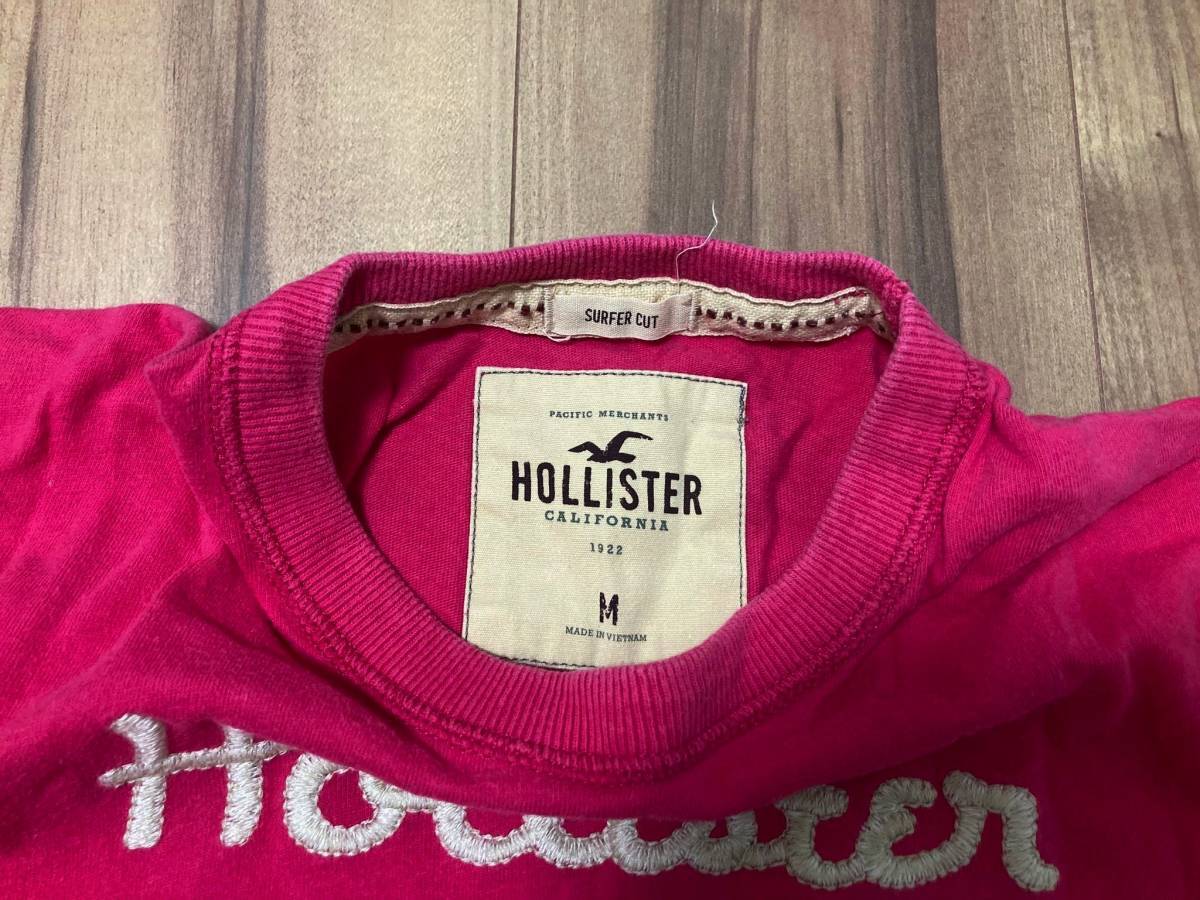 SURFER CUT
PACIFIC MERCHANTS
HOLLISTER
CALIFORNIA
1922
M
MADE IN VIETNAM
Hollister